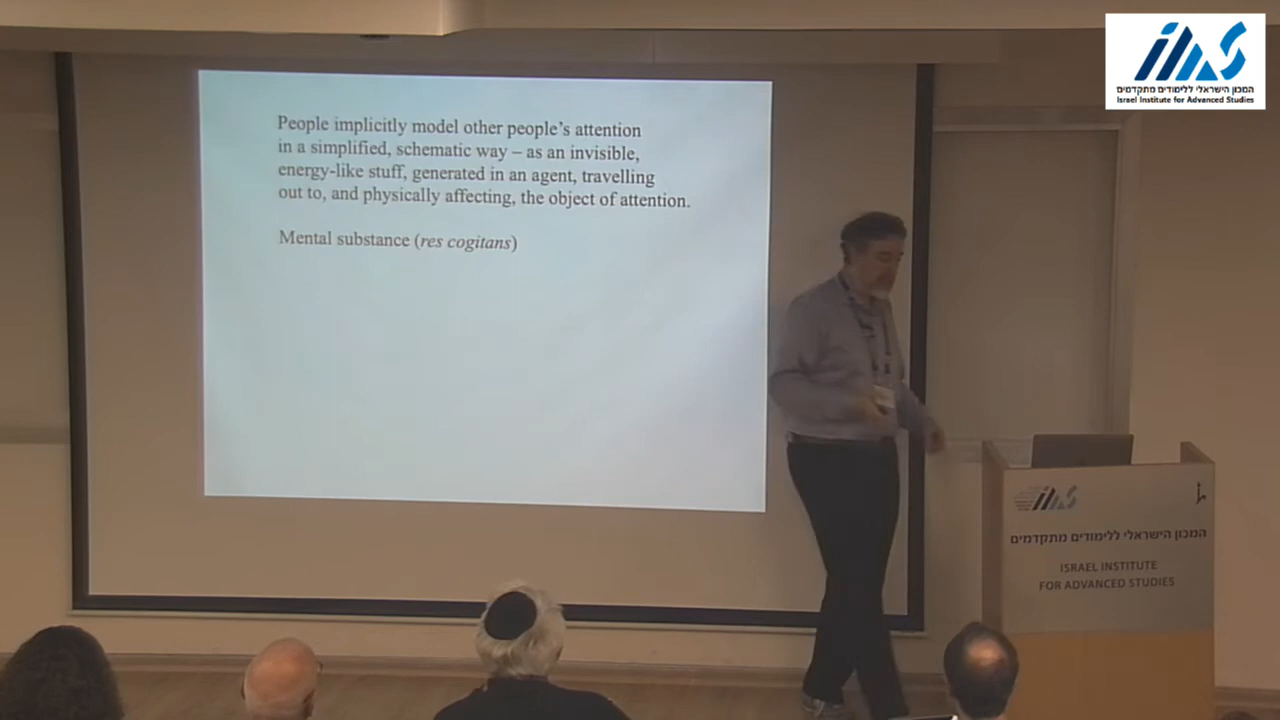 People implicitly model other people's attention
in a simplified, schematic way – as an invisible,
energy-like stuff, generated in an agent, travelling
out to, and physically affecting, the object of attention.
Mental substance (res cogitans)
ias
המכון הישראלי ללימודים מתקדמים
Israel Institute for Advanced Studies
ias
המכון הישראלי ללימודים מתקדמים
ISRAEL INSTITUTE
FOR ADVANCED STUDIES